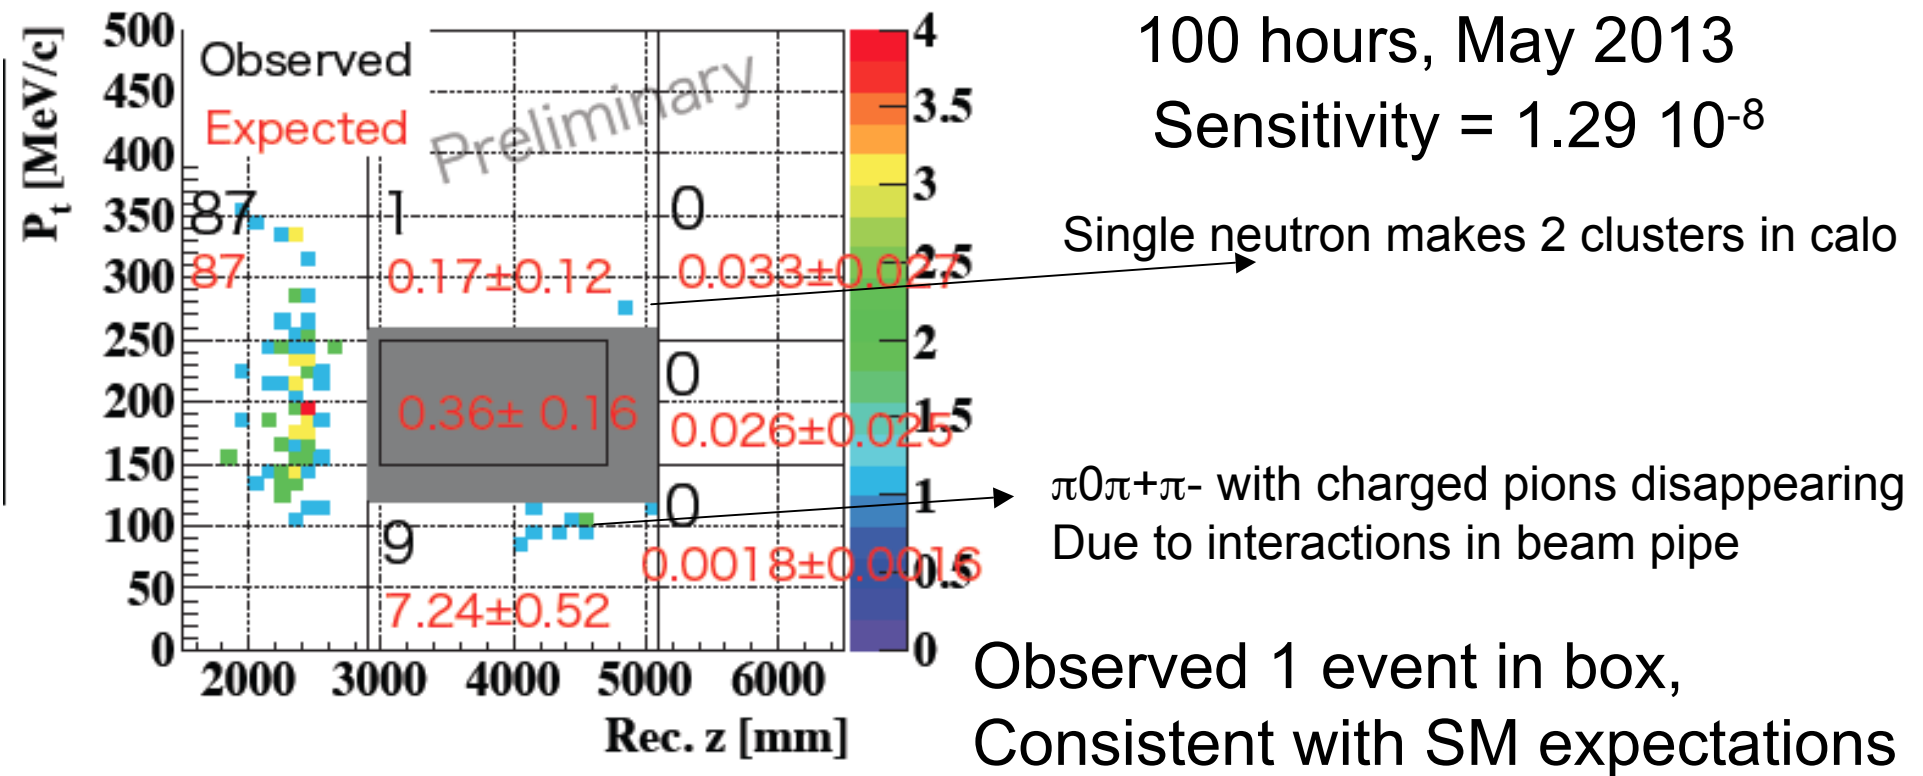 500
450
400
350
300
250
200
150
100
50
0
Pt [MeV/c]
2000 3000 4000 5000 6000
Rec. z [mm]
Observed
Expected
Preliminary
87
87
1
0.17±0.12
0
0.033±0.027
0.36± 0.16
0
0.026±0.025
9
7.24±0.52
0
0.0018±0.0016
4
3.5
3
2.5
2
1.5
1
0.5
0
100 hours, May 2013
Sensitivity = 1.29 10-8
Single neutron makes 2 clusters in calo
π0π+π- with charged pions disappearing
Due to interactions in beam pipe
Observed 1 event in box,
Consistent with SM expectations